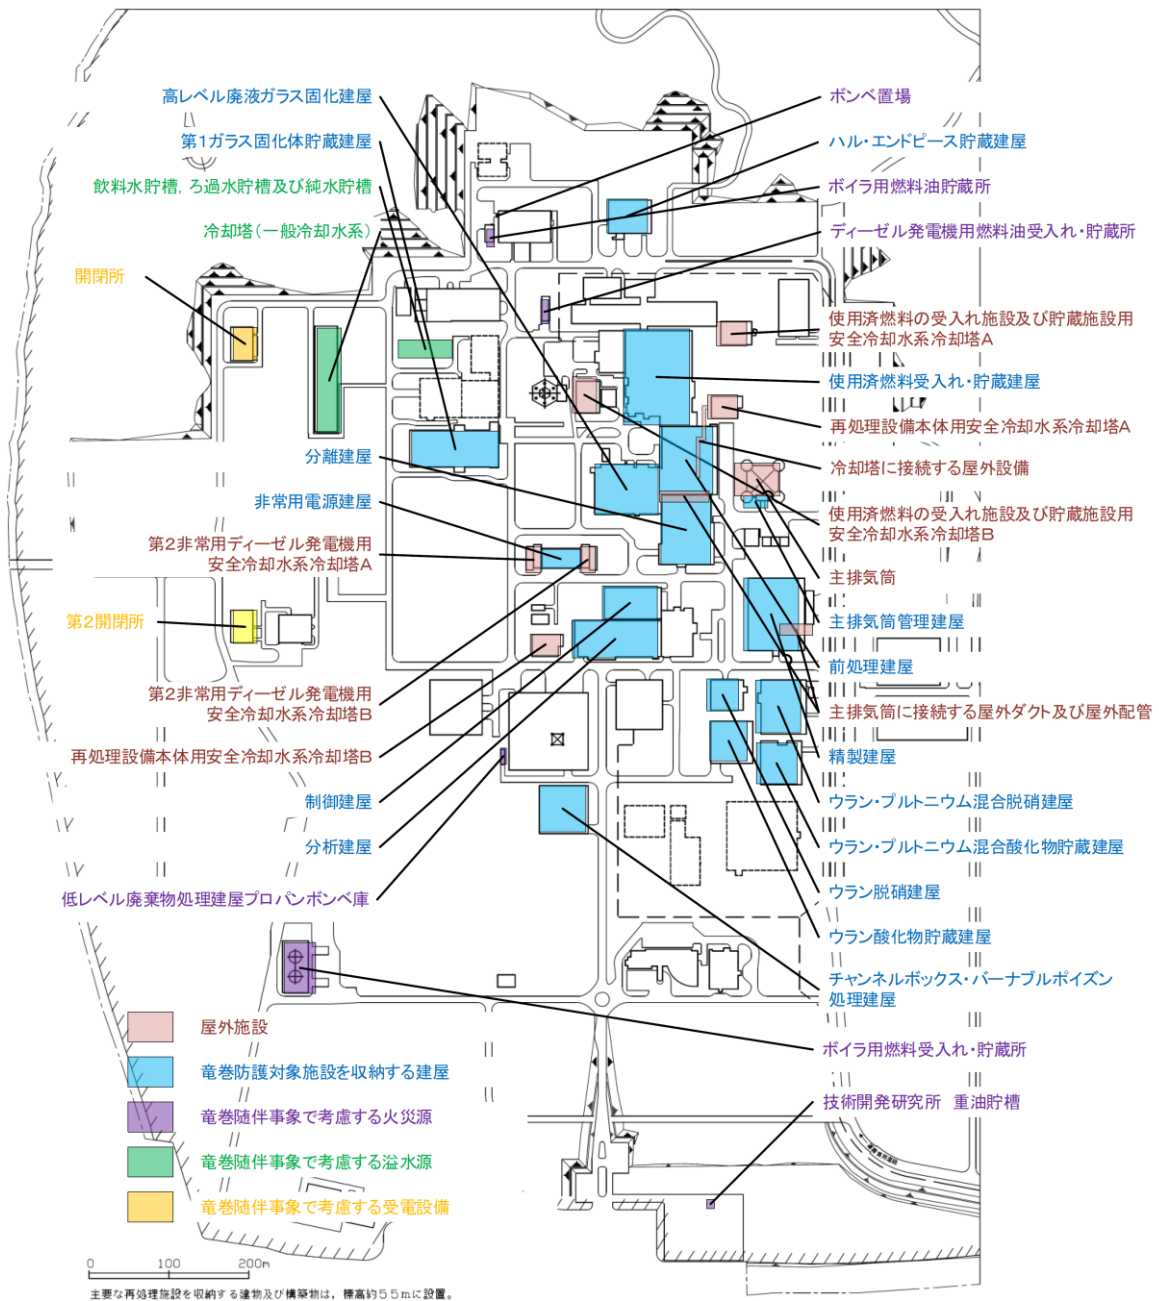 高レベル廃液ガラス固化建屋
第1ガラス固化体貯蔵建屋
飲料水貯槽, ろ過水貯槽及び純水貯槽
冷却塔(一般冷却水系)
開閉所
分離建屋
非常用電源建屋
第2非常用ディーゼル発電機用
安全冷却水系冷却塔A
第2開閉所
第2非常用ディーゼル発電機用
安全冷却水系冷却塔B
再処理設備本体用安全冷却水系冷却塔B
制御建屋
分析建屋
低レベル廃棄物処理建屋プロパンボンベ庫
ボンベ置場
ハル・エンドピース貯蔵建屋
ボイラ用燃料油貯蔵所
ディーゼル発電機用燃料油受入れ・貯蔵所
使用済燃料の受入れ施設及び貯蔵施設用
安全冷却水系冷却塔A
使用済燃料受入れ・貯蔵建屋
再処理設備本体用安全冷却水系冷却塔A
冷却塔に接続する屋外設備
使用済燃料の受入れ施設及び貯蔵施設用
安全冷却水系冷却塔B
主排気筒
主排気筒管理建屋
前処理建屋
主排気筒に接続する屋外ダクト及び屋外配管
精製建屋
ウラン・プルトニウム混合脱硝建屋
ウラン・プルトニウム混合酸化物貯蔵建屋
ウラン脱硝建屋
ウラン酸化物貯蔵建屋
チャンネルボックス・バーナブルポイズン
処理建屋
ボイラ用燃料受入れ・貯蔵所
技術開発研究所 重油貯槽
屋外施設
竜巻防護対象施設を収納する建屋
竜巻随伴事象で考慮する火災源
竜巻随伴事象で考慮する溢水源
竜巻随伴事象で考慮する受電設備
0 100 200m
主要な再処理施設を収納する建物及び構築物は, 標高約55mに設置。